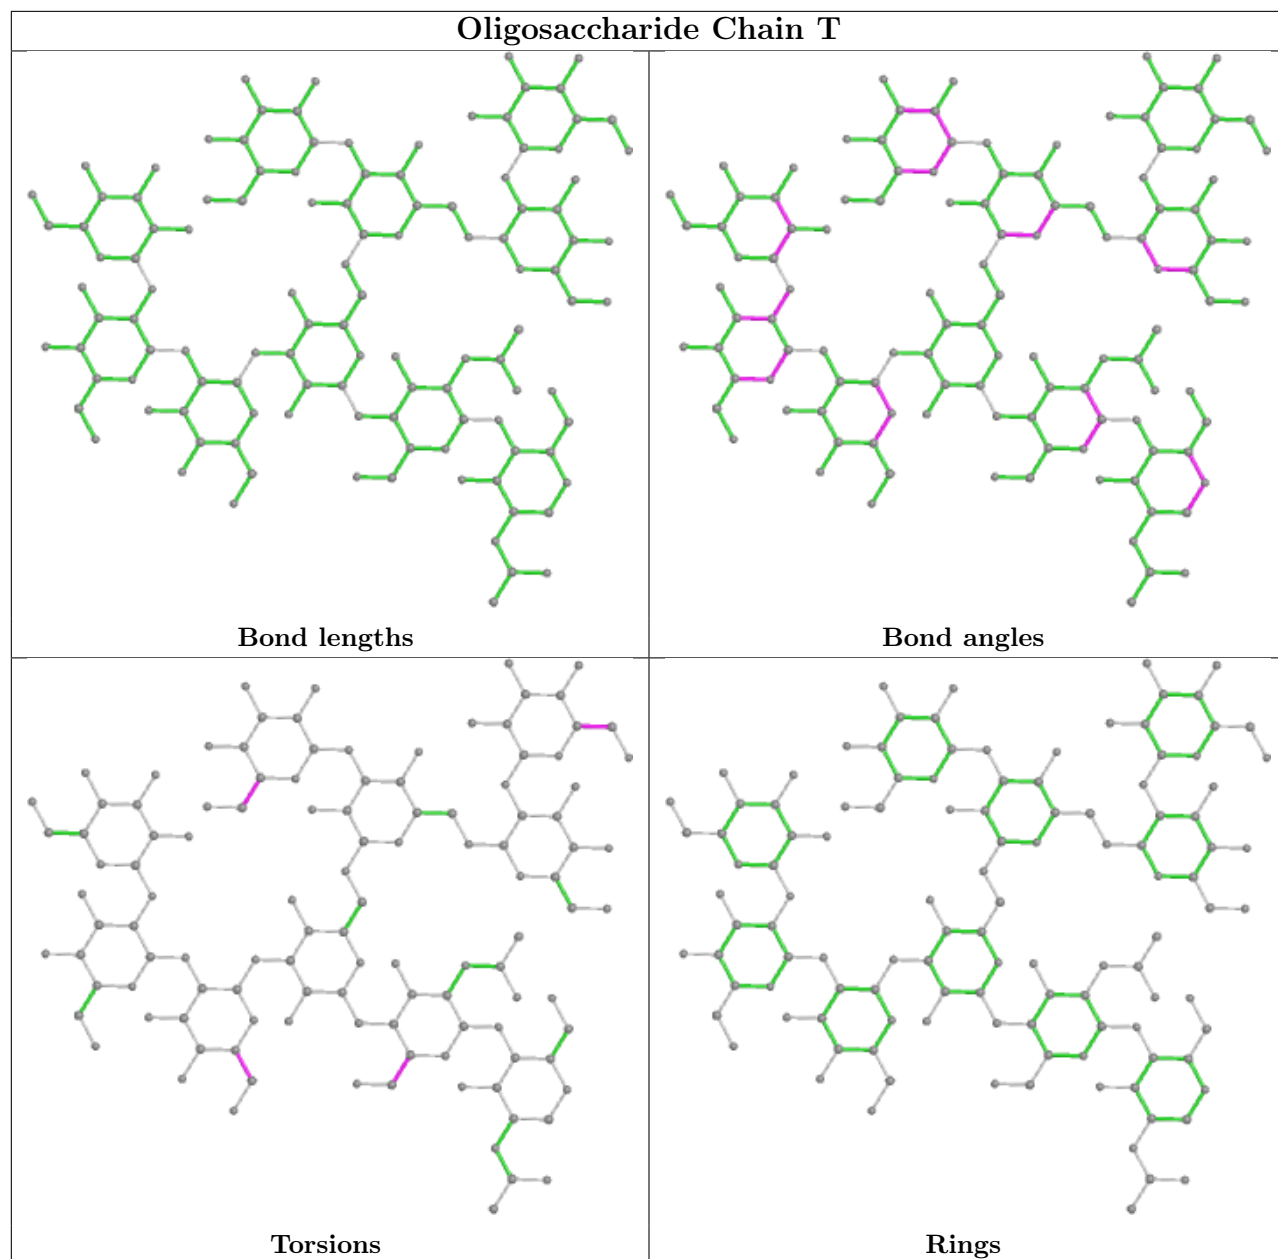 Oligosaccharide Chain T
Bond lengths
Bond angles
Torsions
Rings